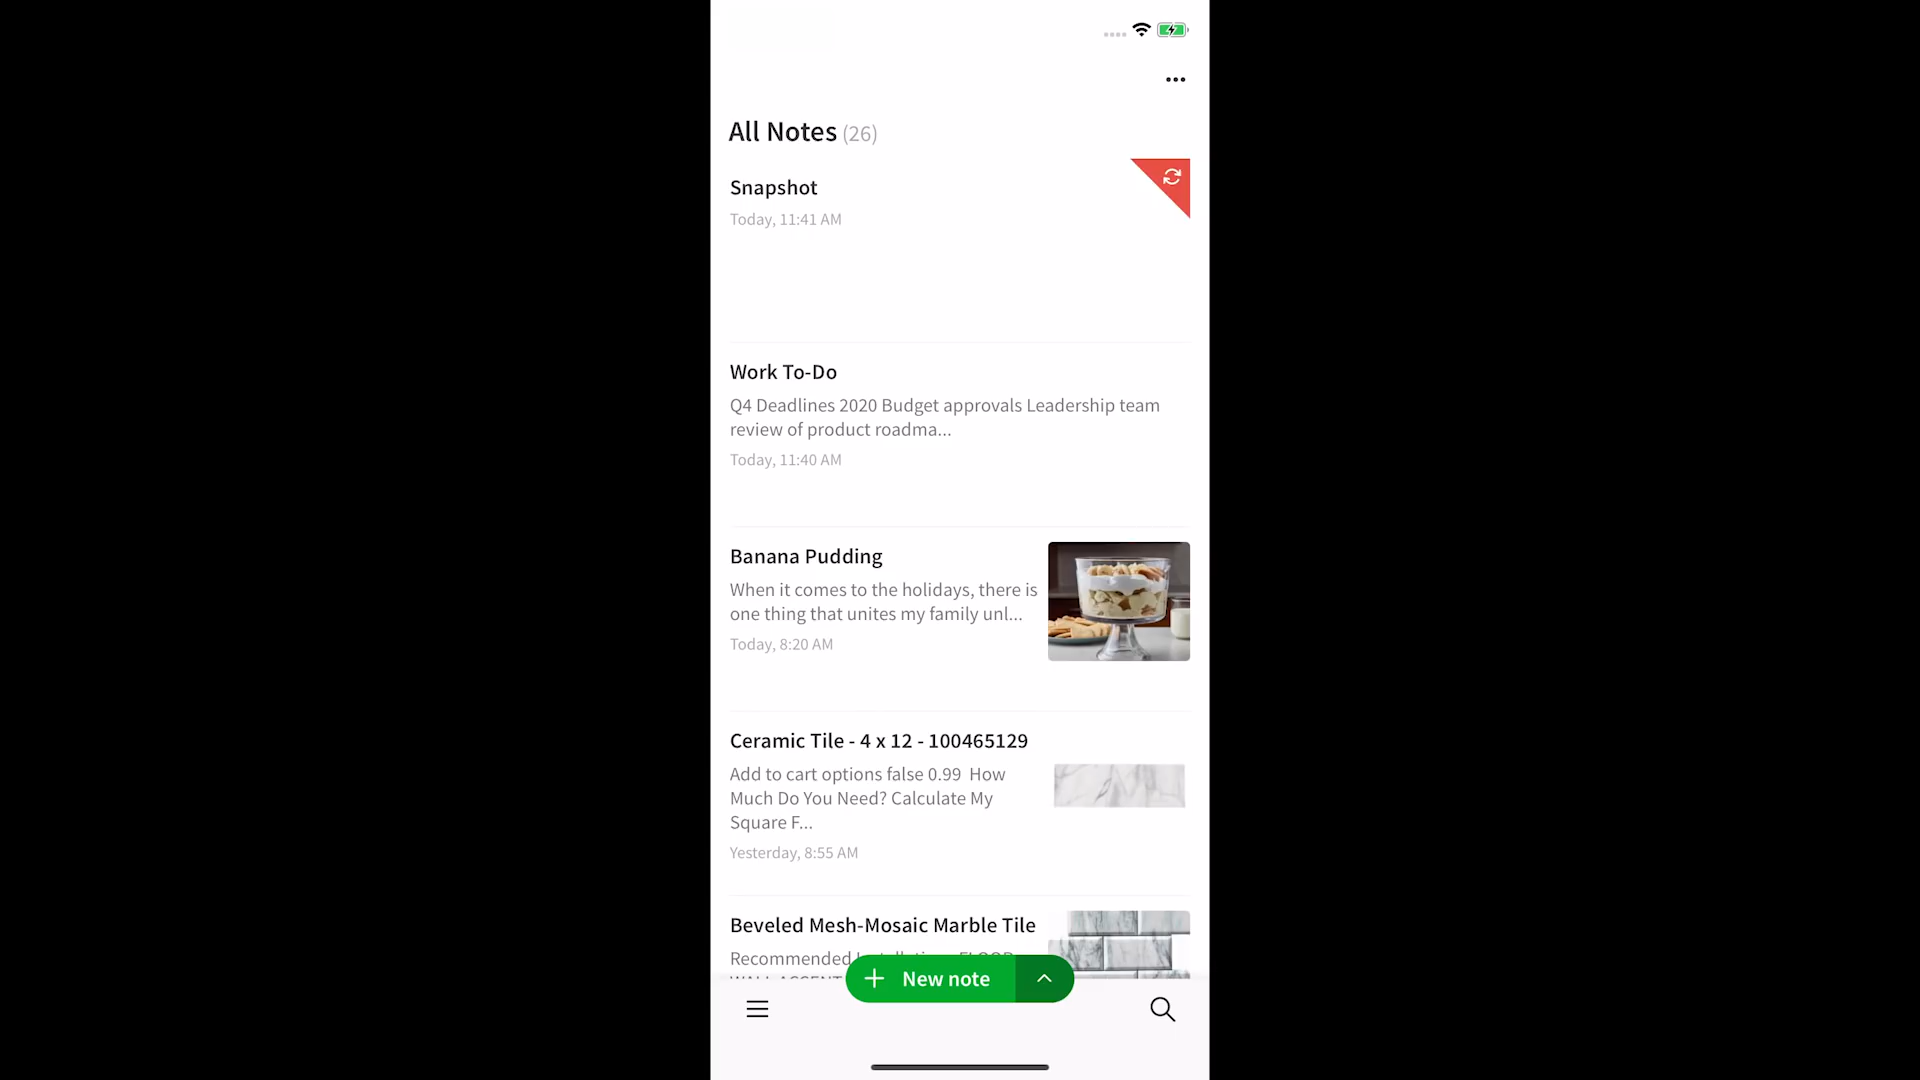 All Notes (26)
Snapshot
Today, 11:41 AM
Work To-Do
Q4 Deadlines 2020 Budget approvals Leadership team
review of product roadma...
Today, 11:40 AM
Banana Pudding
When it comes to the holidays, there is
one thing that unites my family unl...
Today, 8:20 AM
Ceramic Tile - 4 x 12 - 100465129
Add to cart options false 0.99 How
Much Do You Need? Calculate My
Square F...
Yesterday, 8:55 AM
Beveled Mesh-Mosaic Marble Tile
Recommended
New note